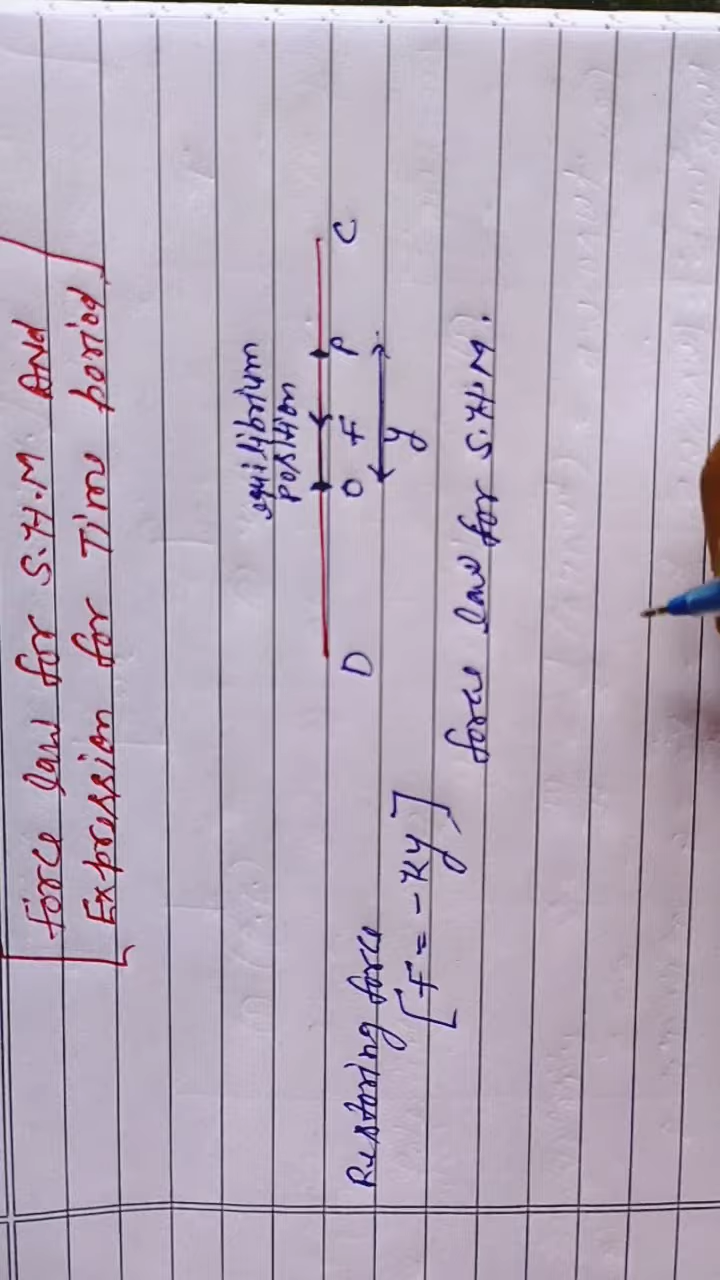 Force law for S.H.M. And
Expression for Time period
equilibrium
position
D O F P C
y
Restoring force
[F = -Ky] force law for S.H.M.